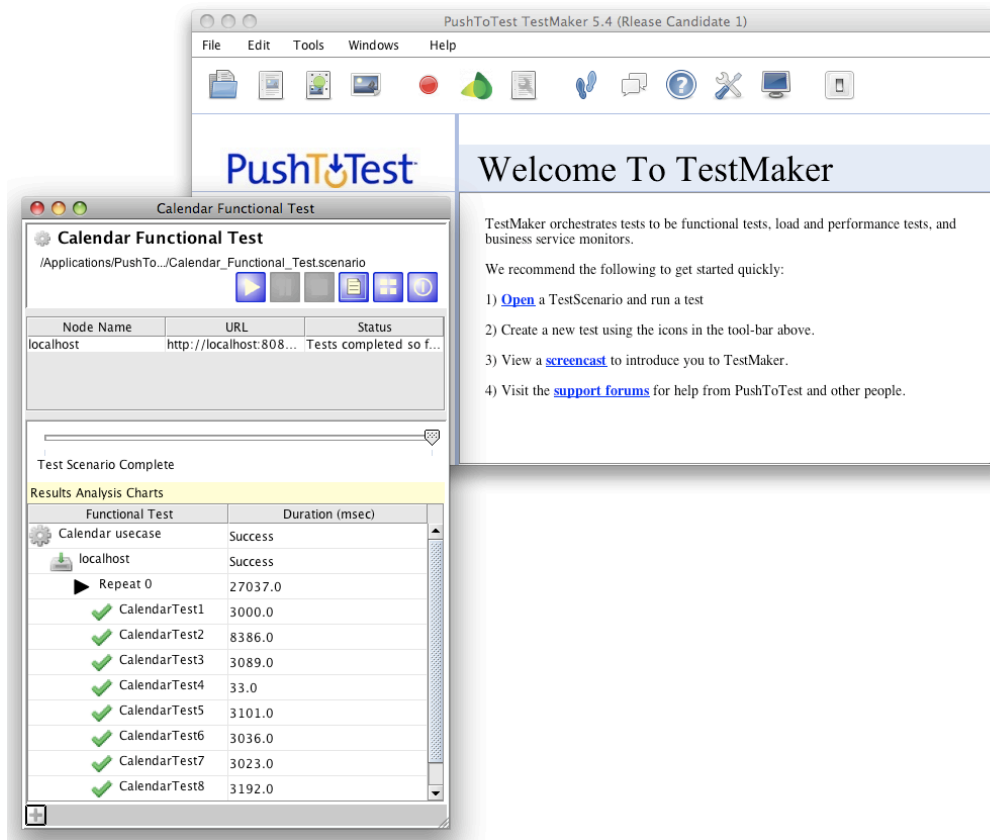 PushToTest TestMaker 5.4 (Rlease Candidate 1)
File Edit Tools Windows Help
PushToTest
Welcome To TestMaker
TestMaker orchestrates tests to be functional tests, load and performance tests, and
business service monitors.
We recommend the following to get started quickly:
1) Open a TestScenario and run a test
2) Create a new test using the icons in the tool-bar above.
3) View a screencast to introduce you to TestMaker.
4) Visit the support forums for help from PushToTest and other people.
Calendar Functional Test
Calendar Functional Test
/Applications/PushTo.../Calendar_Functional_Test.scenario
Node Name URL Status
localhost http://localhost:808... Tests completed so f...
Test Scenario Complete
Results Analysis Charts
Functional Test Duration (msec)
Calendar usecase Success
localhost Success
Repeat 0 27037.0
CalendarTest1 3000.0
CalendarTest2 8386.0
CalendarTest3 3089.0
CalendarTest4 33.0
CalendarTest5 3101.0
CalendarTest6 3036.0
CalendarTest7 3023.0
CalendarTest8 3192.0